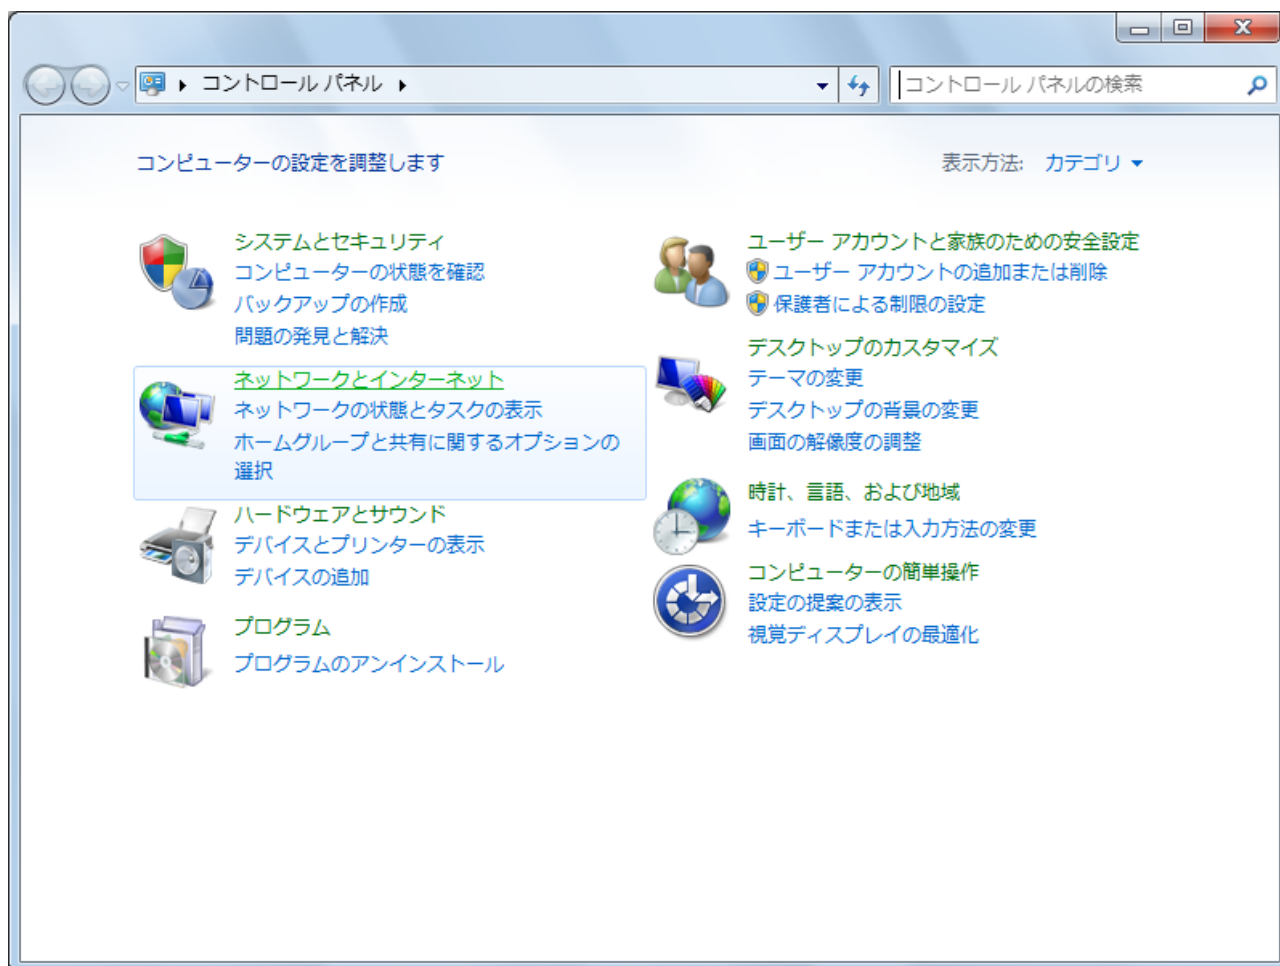 コントロール パネル
コントロール パネルの検索
コンピューターの設定を調整します
表示方法: カテゴリ
システムとセキュリティ
コンピューターの状態を確認
バックアップの作成
問題の発見と解決
ネットワークとインターネット
ネットワークの状態とタスクの表示
ホームグループと共有に関するオプションの
選択
ハードウェアとサウンド
デバイスとプリンターの表示
デバイスの追加
プログラム
プログラムのアンインストール
ユーザー アカウントと家族のための安全設定
ユーザー アカウントの追加または削除
保護者による制限の設定
デスクトップのカスタマイズ
テーマの変更
デスクトップの背景の変更
画面の解像度の調整
時計、言語、および地域
キーボードまたは入力方法の変更
コンピューターの簡単操作
設定の提案の表示
視覚ディスプレイの最適化